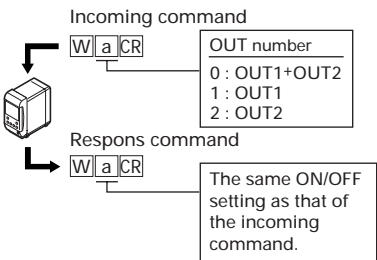 Incoming command
W a CR
OUT number
0 : OUT1+OUT2
1 : OUT1
2 : OUT2
Respons command
W a CR
The same ON/OFF
setting as that of
the incoming
command.